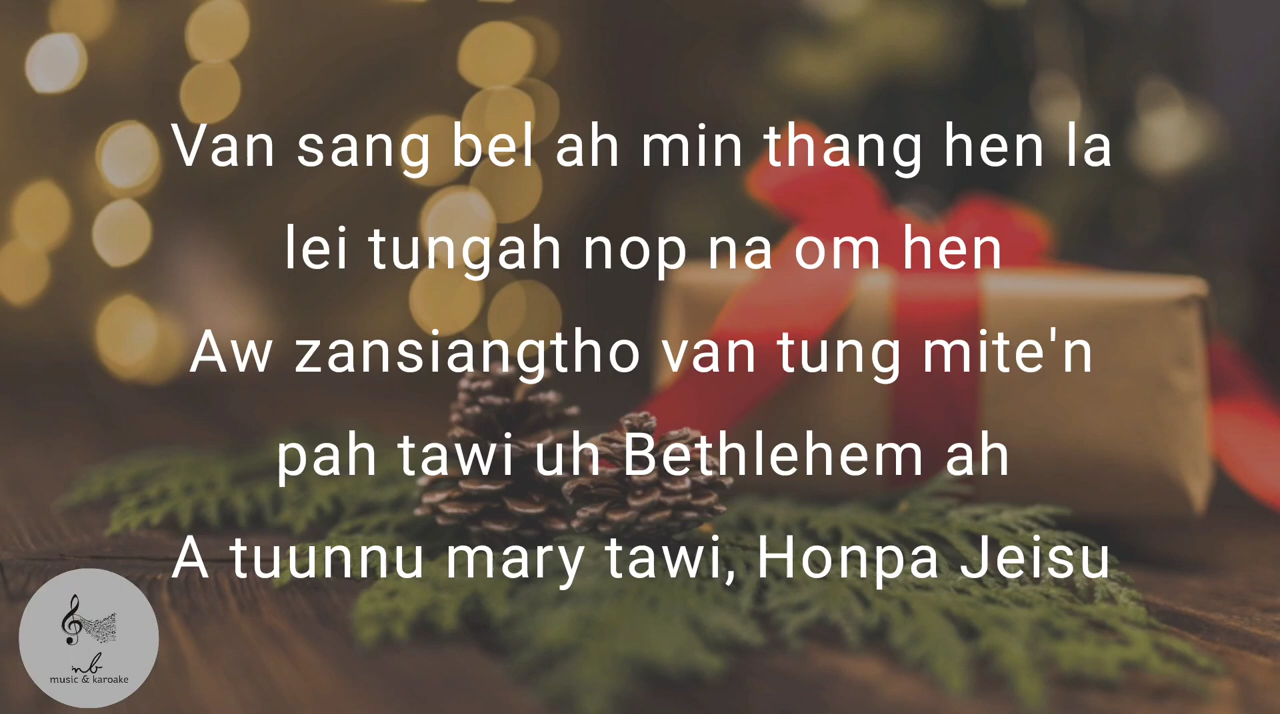 Van sang bel ah min thang hen la
lei tungah nop na om hen
Aw zansiangtho van tung mite'n
pah tawi uh Bethlehem ah
A tuunnu mary tawi, Honpa Jeisu
nb
music & karoake